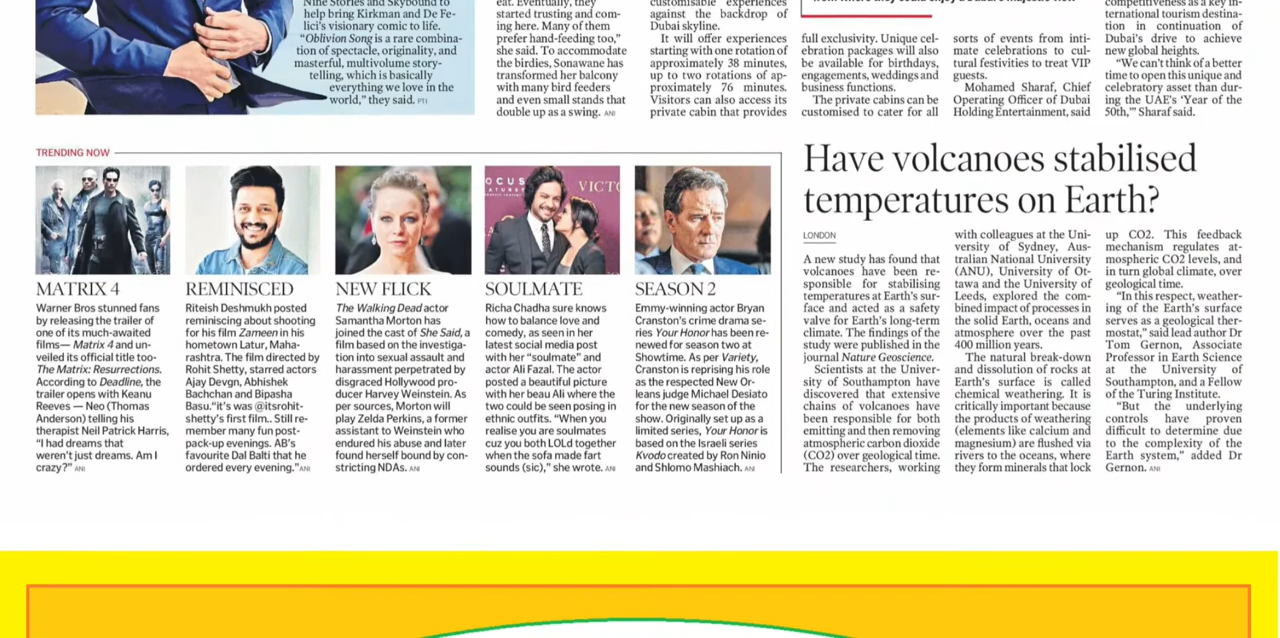 Nine Stories and Skybound to
help bring Kirkman and De Fe-
lici's visionary comic to life.
"Oblivion Song is a rare combina-
tion of spectacle, originality, and
masterful, multivolume story-
telling, which is basically
everything we love in the
world," they said. PTI
eat. Eventually, they
started trusting and com-
ing here. Many of them
prefer hand-feeding too,"
she said. To accommodate
the birdies, Sonawane has
transformed her balcony
with many bird feeders
and even small stands that
double up as a swing. ANI
customisable experiences
against the backdrop of
Dubai skyline.
It will offer experiences
starting with one rotation of
approximately 38 minutes,
up to two rotations of ap-
proximately 76 minutes.
Visitors can also access its
private cabin that provides
full exclusivity. Unique cel-
ebration packages will also
be available for birthdays,
engagements, weddings and
business functions.
The private cabins can be
customised to cater for all
sorts of events from inti-
mate celebrations to cul-
tural festivities to treat VIP
guests.
Mohamed Sharaf, Chief
Operating Officer of Dubai
Holding Entertainment, said
competitiveness as a key in-
ternational tourism destina-
tion in continuation of
Dubai's drive to achieve
new global heights.
"We can't think of a better
time to open this unique and
celebratory asset than dur-
ing the UAE's 'Year of the
50th,'" Sharaf said.
TRENDING NOW
MATRIX 4
Warner Bros stunned fans
by releasing the trailer of
one of its much-awaited
films— Matrix 4 and un-
veiled its official title too-
The Matrix: Resurrections.
According to Deadline, the
trailer opens with Keanu
Reeves — Neo (Thomas
Anderson) telling his
therapist Neil Patrick Harris,
"I had dreams that
weren't just dreams. Am I
crazy?" ANI
REMINISCED
Riteish Deshmukh posted
reminiscing about shooting
for his film Zameen in his
hometown Latur, Maha-
rashtra. The film directed by
Rohit Shetty, starred actors
Ajay Devgn, Abhishek
Bachchan and Bipasha
Basu."it's was @itsrohit-
shetty's first film. Still re-
member many fun post-
pack-up evenings. AB's
favourite Dal Balti that he
ordered every evening."ANI
NEW FLICK
The Walking Dead actor
Samantha Morton has
joined the cast of She Said, a
film based on the investiga-
tion into sexual assault and
harassment perpetrated by
disgraced Hollywood pro-
ducer Harvey Weinstein. As
per sources, Morton will
play Zelda Perkins, a former
assistant to Weinstein who
endured his abuse and later
found herself bound by con-
stricting NDAs. ANI
OCUS
ATURE
VICT
SOULMATE
Richa Chadha sure knows
how to balance love and
comedy, as seen in her
latest social media post
with her "soulmate" and
actor Ali Fazal. The actor
posted a beautiful picture
with her beau Ali where the
two could be seen posing in
ethnic outfits. "When you
realise you are soulmates
cuz you both LOLd together
when the sofa made fart
sounds (sic)," she wrote. ANI
SEASON 2
Emmy-winning actor Bryan
Cranston's crime drama se-
ries Your Honor has been re-
newed for season two at
Showtime. As per Variety,
Cranston is reprising his role
as the respected New Or-
leans judge Michael Desiato
for the new season of the
show. Originally set up as a
limited series, Your Honor is
based on the Israeli series
Kvodo created by Ron Ninio
and Shlomo Mashiach. ANI
Have volcanoes stabilised
temperatures on Earth?
LONDON
A new study has found that
volcanoes have been re-
sponsible for stabilising
temperatures at Earth's sur-
face and acted as a safety
valve for Earth's long-term
climate. The findings of the
study were published in the
journal Nature Geoscience.
Scientists at the Univer-
sity of Southampton have
discovered that extensive
chains of volcanoes have
been responsible for both
emitting and then removing
atmospheric carbon dioxide
(CO2) over geological time.
The researchers, working
with colleagues at the Uni-
versity of Sydney, Aus-
tralian National University
(ANU), University of Ot-
tawa and the University of
Leeds, explored the com-
bined impact of processes in
the solid Earth, oceans and
atmosphere over the past
400 million years.
The natural break-down
and dissolution of rocks at
Earth's surface is called
chemical weathering. It is
critically important because
the products of weathering
(elements like calcium and
magnesium) are flushed via
rivers to the oceans, where
they form minerals that lock
up CO2. This feedback
mechanism regulates at-
mospheric CO2 levels, and
in turn global climate, over
geological time.
"In this respect, weather-
ing of the Earth's surface
serves as a geological ther-
mostat," said lead author Dr
Tom Gernon, Associate
Professor in Earth Science
at the University of
Southampton, and a Fellow
of the Turing Institute.
"But the underlying
controls have proven
difficult to determine due
to the complexity of the
Earth system," added Dr
Gernon. ANI